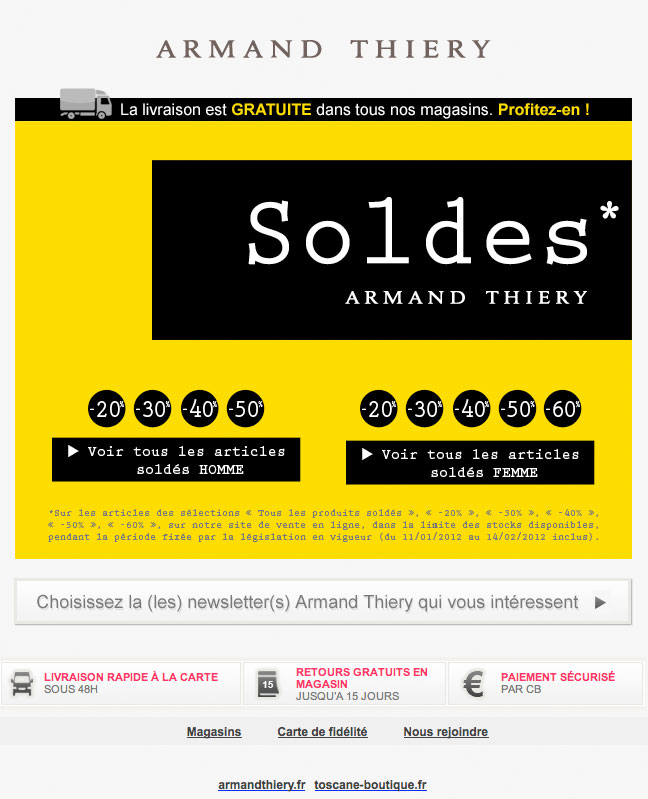 ARMAND THIERY
La livraison est GRATUITE dans tous nos magasins. Profitez-en !
Soldes*
ARMAND THIERY
-20% -30% -40% -50%
-20% -30% -40% -50% -60%
▶ Voir tous les articles
soldés HOMME
▶ Voir tous les articles
soldés FEMME
*Sur les articles des sélections « Tous les produits soldés », « -20% », « -30% », « -40% »,
« -50% », « -60% », sur notre site de vente en ligne, dans la limite des stocks disponibles,
pendant la période fixée par la législation en vigueur (du 11/01/2012 au 14/02/2012 inclus).
Choisissez la (les) newsletter(s) Armand Thiery qui vous intéressent ▶
LIVRAISON RAPIDE À LA CARTE
SOUS 48H
15
RETOURS GRATUITS EN
MAGASIN
JUSQU'A 15 JOURS
€
PAIEMENT SÉCURISÉ
PAR CB
Magasins Carte de fidélité Nous rejoindre
armandthiery.fr toscane-boutique.fr